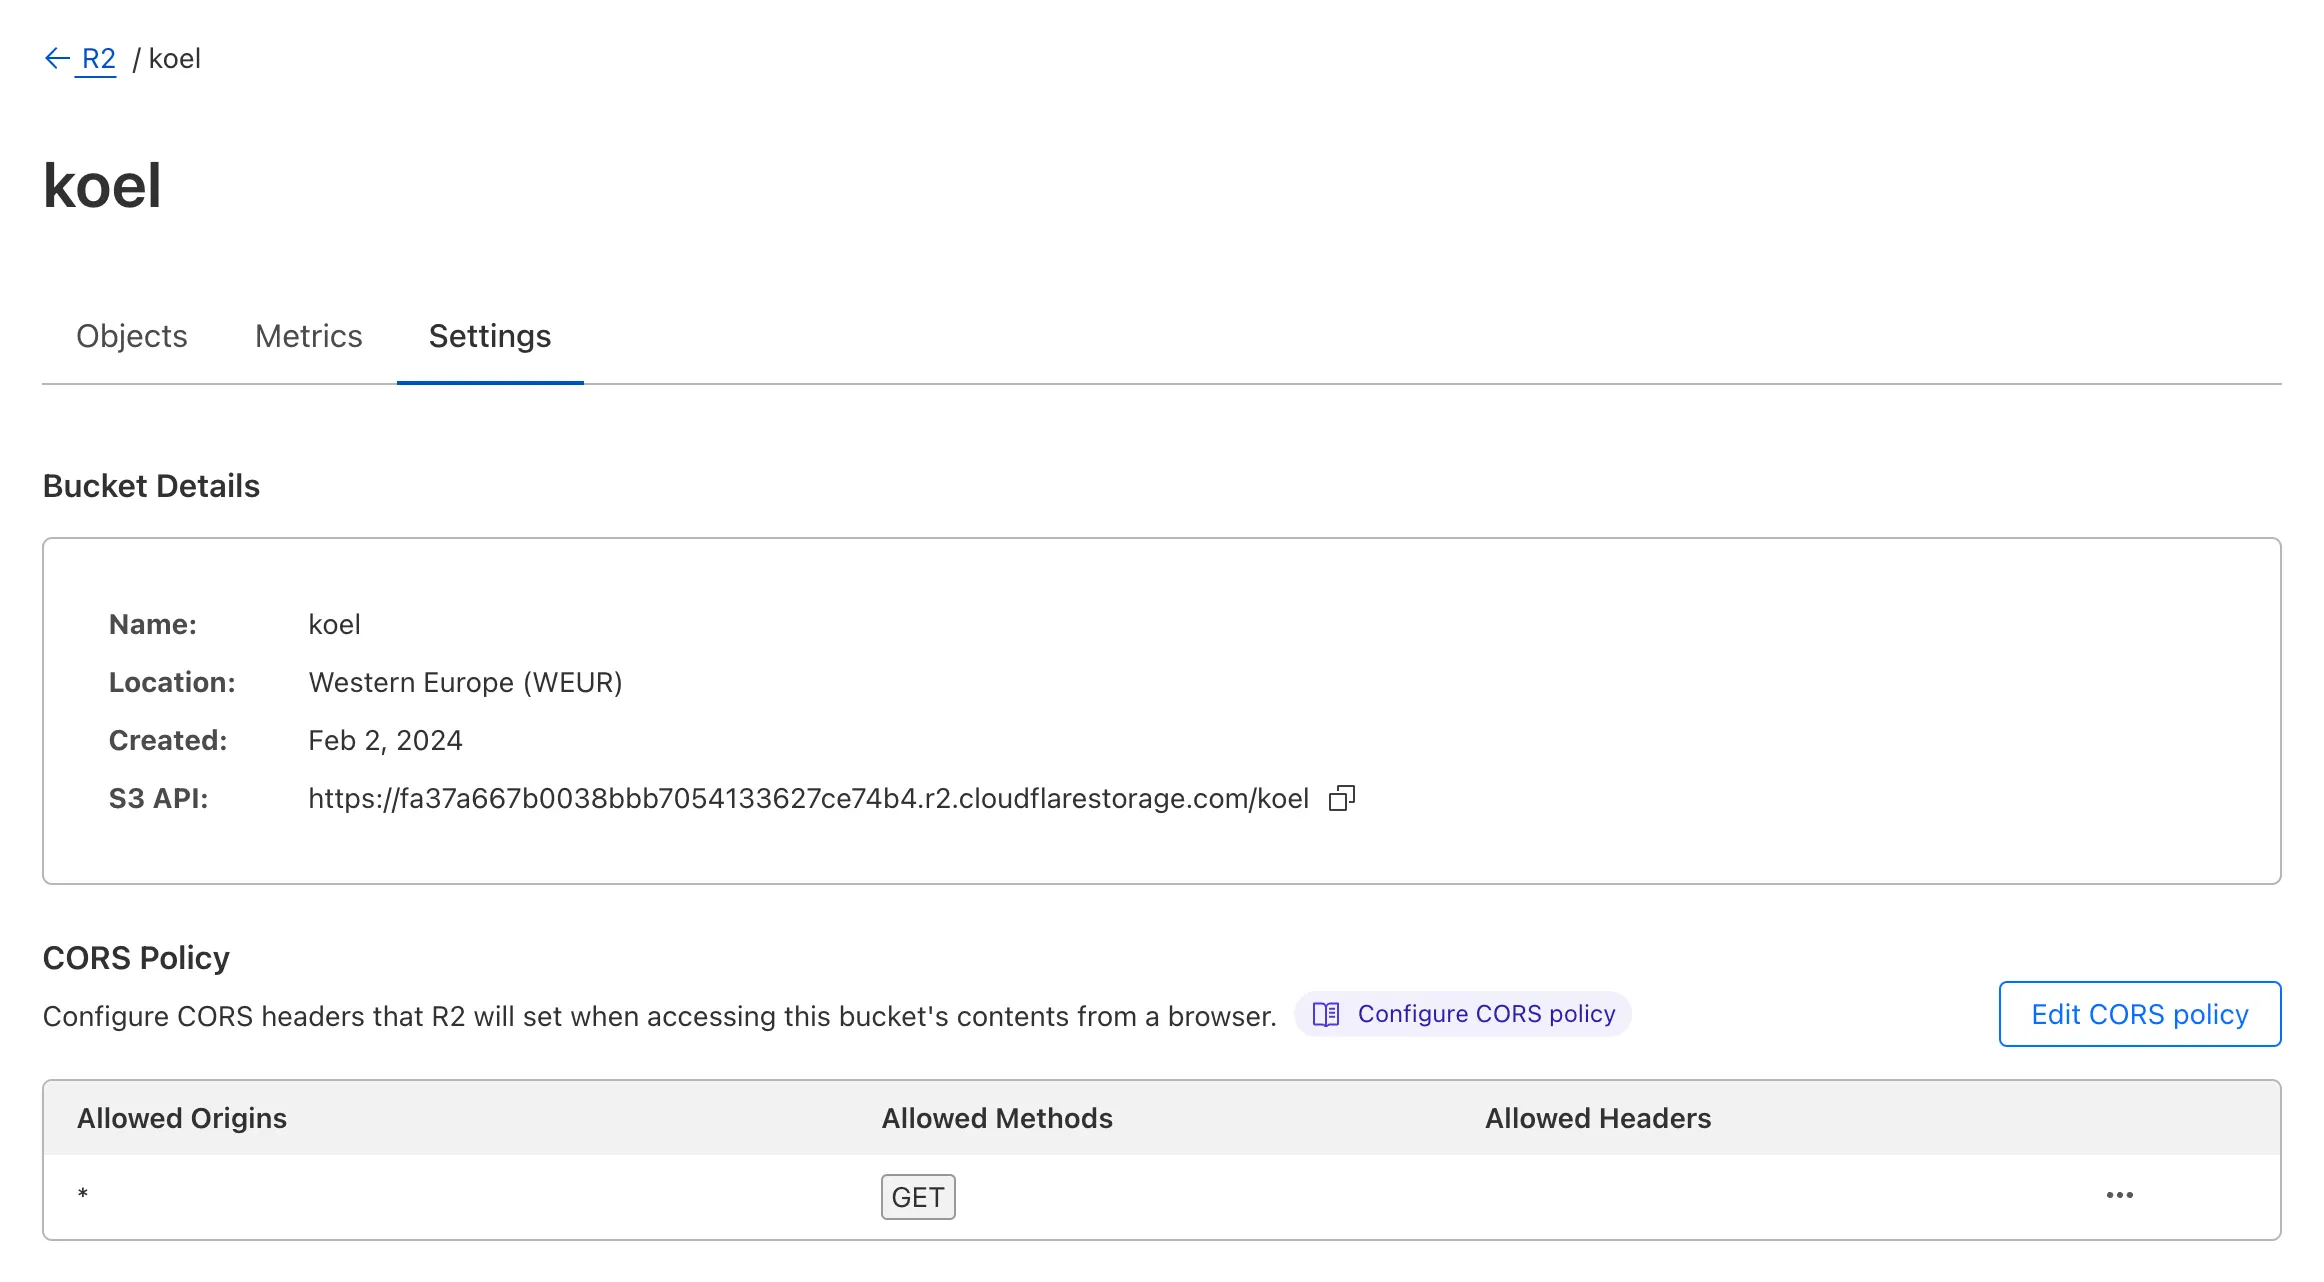 R2 / koel
koel
Objects Metrics Settings
Bucket Details
Name: koel
Location: Western Europe (WEUR)
Created: Feb 2, 2024
S3 API: https://fa37a667b0038bbb7054133627ce74b4.r2.cloudflarestorage.com/koel
CORS Policy
Configure CORS headers that R2 will set when accessing this bucket's contents from a browser. Configure CORS policy Edit CORS policy
Allowed Origins Allowed Methods Allowed Headers
* GET